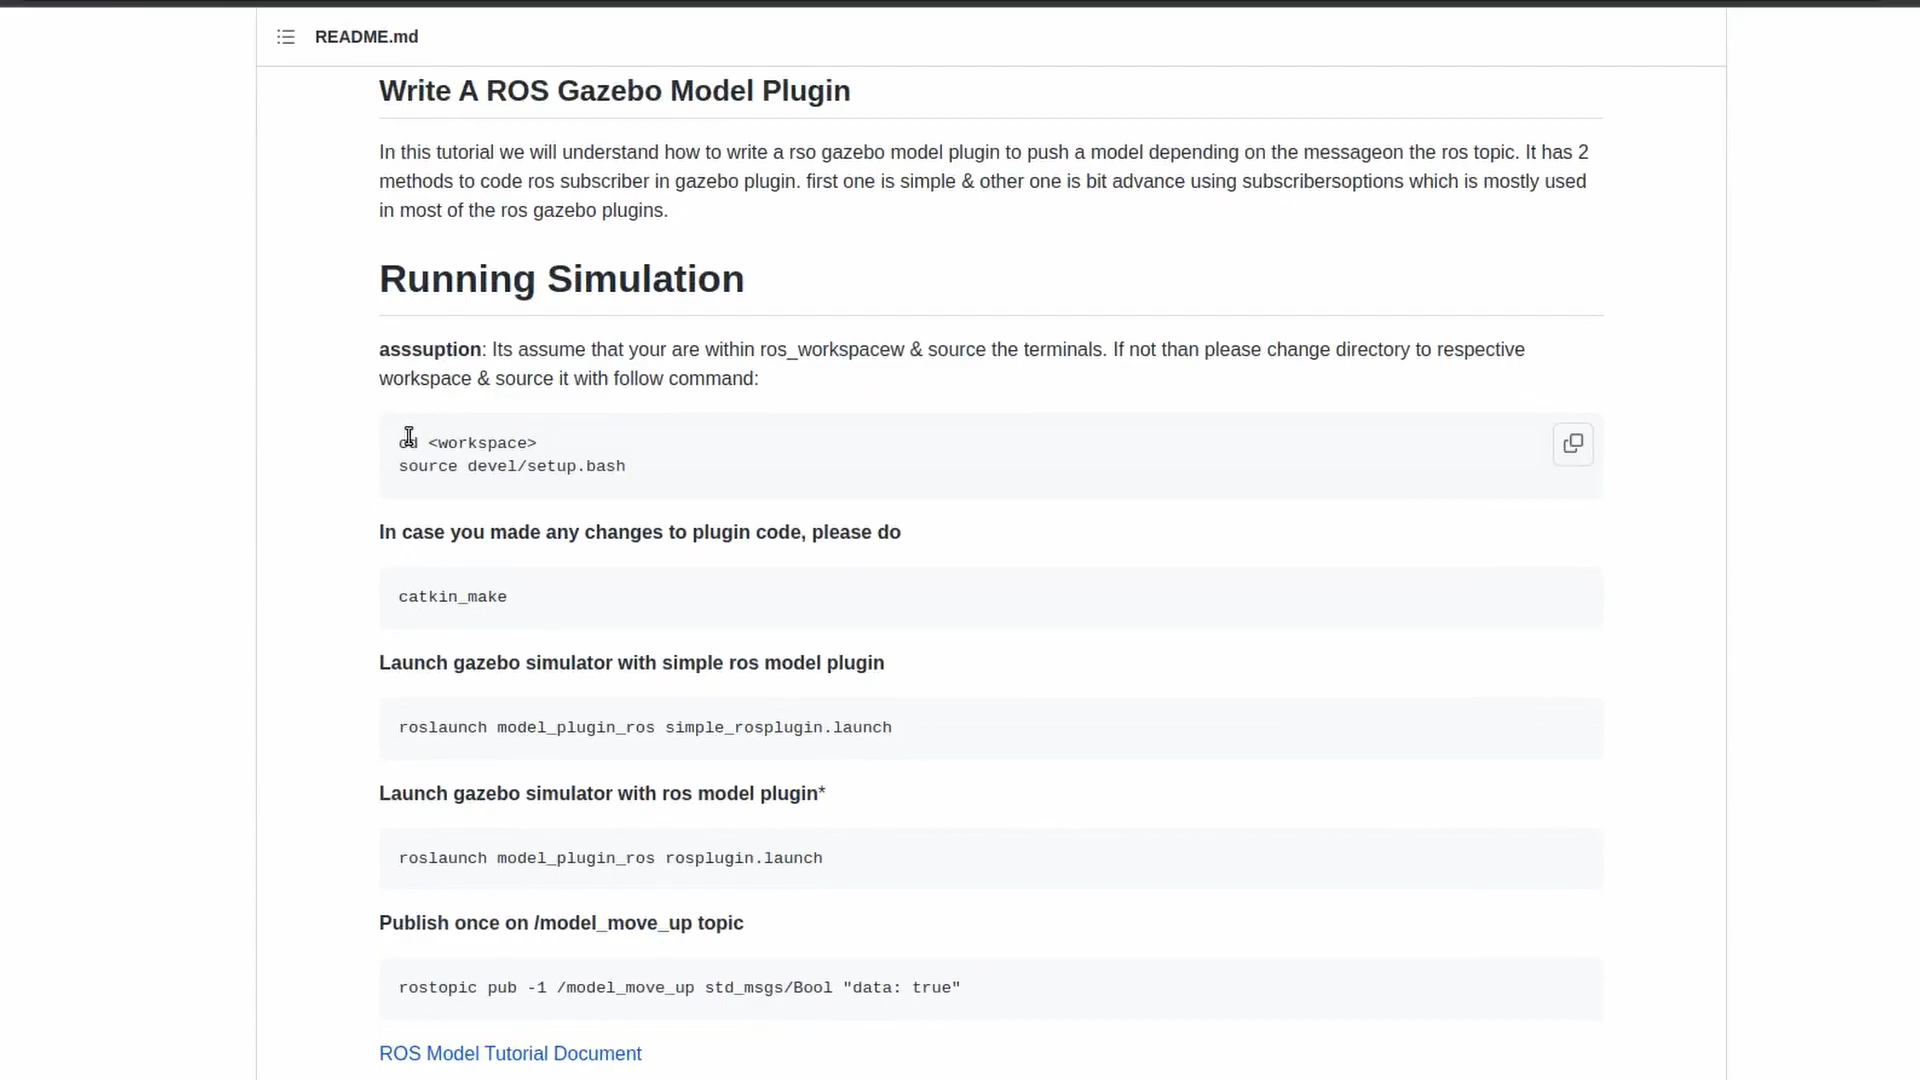 README.md
Write A ROS Gazebo Model Plugin
In this tutorial we will understand how to write a rso gazebo model plugin to push a model depending on the messageon the ros topic. It has 2
methods to code ros subscriber in gazebo plugin. first one is simple & other one is bit advance using subscribersoptions which is mostly used
in most of the ros gazebo plugins.
Running Simulation
asssuption: Its assume that your are within ros_workspacew & source the terminals. If not than please change directory to respective
workspace & source it with follow command:
cd <workspace>
source devel/setup.bash
In case you made any changes to plugin code, please do
catkin_make
Launch gazebo simulator with simple ros model plugin
roslaunch model_plugin_ros simple_rosplugin.launch
Launch gazebo simulator with ros model plugin*
roslaunch model_plugin_ros rosplugin.launch
Publish once on /model_move_up topic
rostopic pub -1 /model_move_up std_msgs/Bool "data: true"
ROS Model Tutorial Document